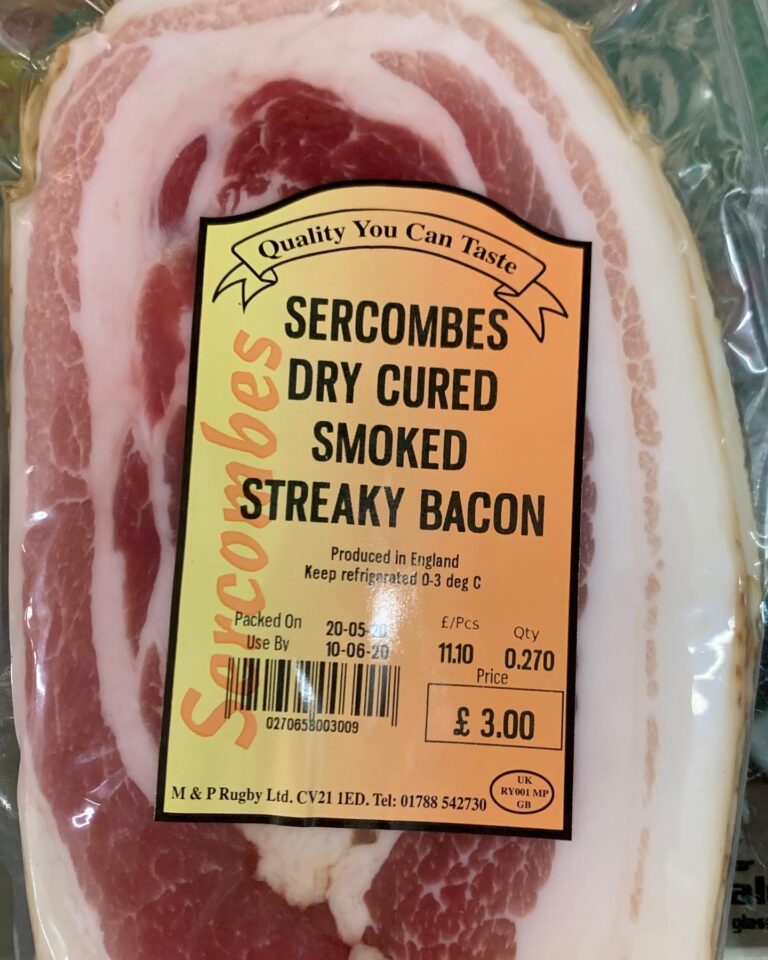 Quality You Can Taste
Sercombes
SERCOMBES
DRY CURED
SMOKED
STREAKY BACON
Produced in England
Keep refrigerated 0-3 deg C
Packed On 20-05-20
Use By 10-06-20
£/Pcs Qty
11.10 0.270
Price
£ 3.00
0270658003009
M & P Rugby Ltd. CV21 1ED. Tel: 01788 542730
UK
RY001 MP
GB